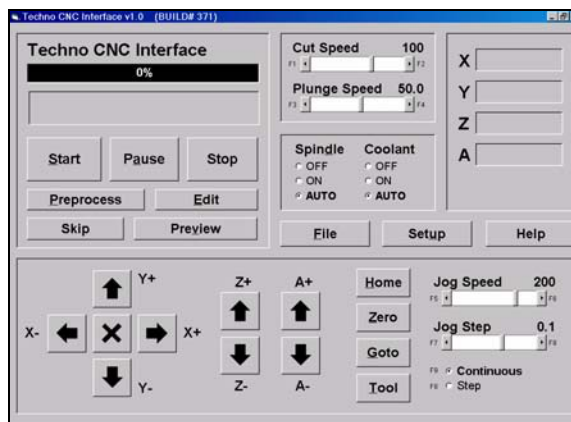 Techno CNC Interface v1.0 (BUILD# 371)
Techno CNC Interface
0%
Start Pause Stop
Preprocess Edit
Skip Preview
Cut Speed 100
F1 F2
Plunge Speed 50.0
F3 F4
Spindle Coolant
OFF OFF
ON ON
AUTO AUTO
X
Y
Z
A
File Setup Help
Y+
X- X+
Y-
Z+ A+
Z- A-
Home
Zero
Goto
Tool
Jog Speed 200
F5 F6
Jog Step 0.1
F7 F8
F9 Continuous
Step